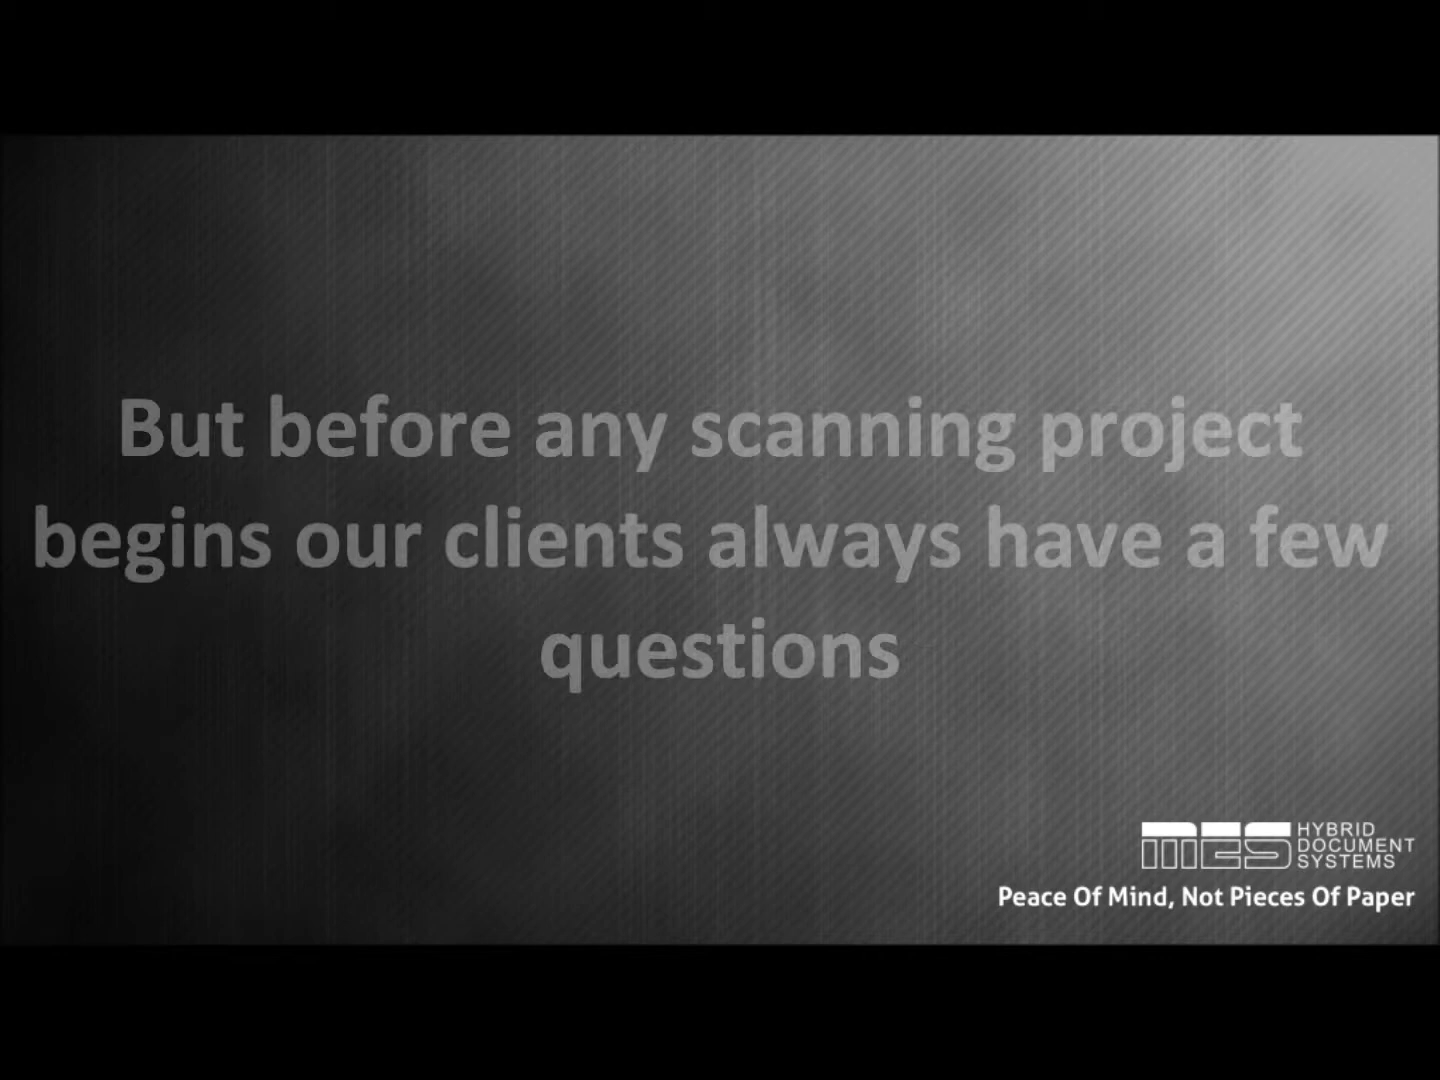 But before any scanning project
begins our clients always have a few
questions
MES HYBRID
DOCUMENT
SYSTEMS
Peace Of Mind, Not Pieces Of Paper